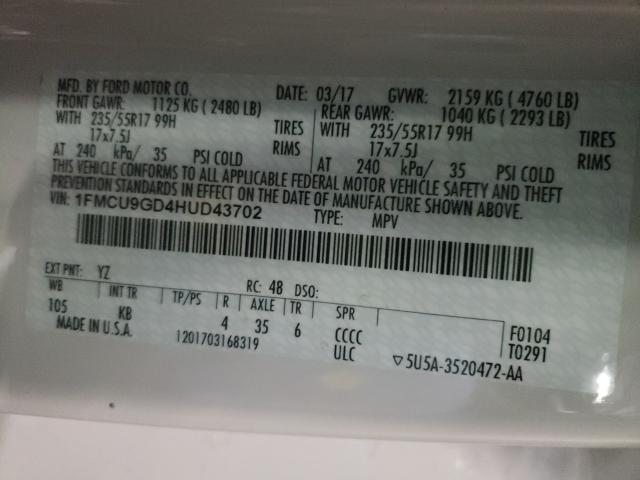 MFD. BY FORD MOTOR CO. DATE: 03/17 GVWR: 2159 KG ( 4760 LB)
FRONT GAWR: 1125 KG ( 2480 LB) REAR GAWR: 1040 KG ( 2293 LB)
WITH 235/55R17 99H TIRES WITH 235/55R17 99H TIRES
17x7.5J RIMS 17x7.5J RIMS
AT 240 kPa/ 35 PSI COLD AT 240 kPa/ 35 PSI COLD
THIS VEHICLE CONFORMS TO ALL APPLICABLE FEDERAL MOTOR VEHICLE SAFETY AND THEFT
PREVENTION STANDARDS IN EFFECT ON THE DATE OF MANUFACTURE SHOWN ABOVE.
VIN: 1FMCU9GD4HUD43702 TYPE: MPV
EXT PNT: YZ RC: 48 DSO:
WB INT TR TP/PS R AXLE TR SPR
105 KB 4 35 6 CCCC F0104
MADE IN U.S.A. 1201703168319 ULC ▽5U5A-3520472-AA T0291